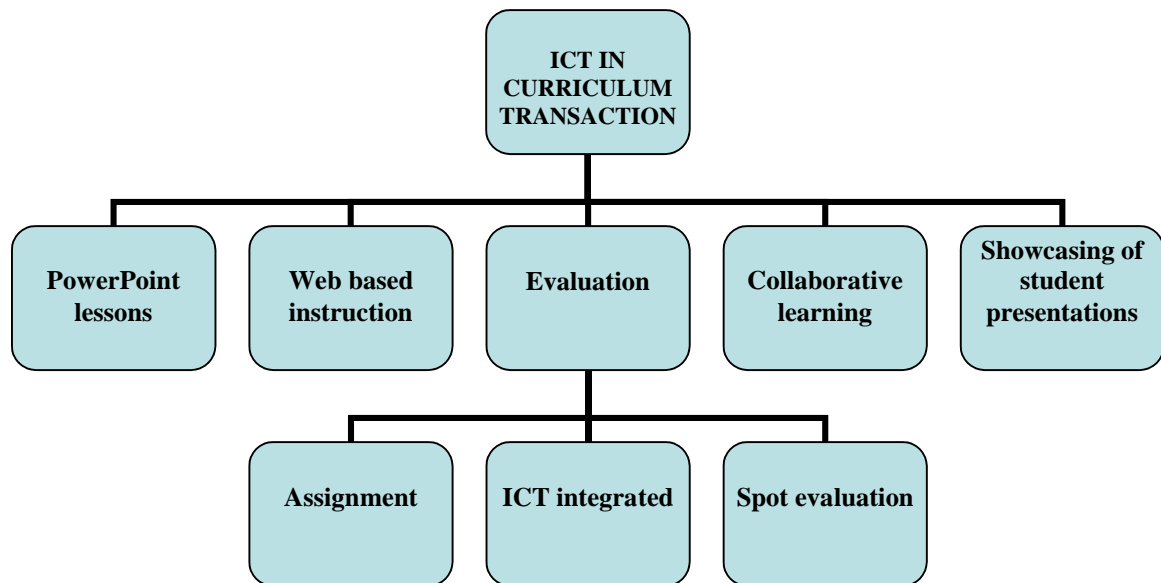 ICT IN
CURRICULUM
TRANSACTION
PowerPoint
lessons
Web based
instruction
Evaluation
Collaborative
learning
Showcasing of
student
presentations
Assignment
ICT integrated
Spot evaluation